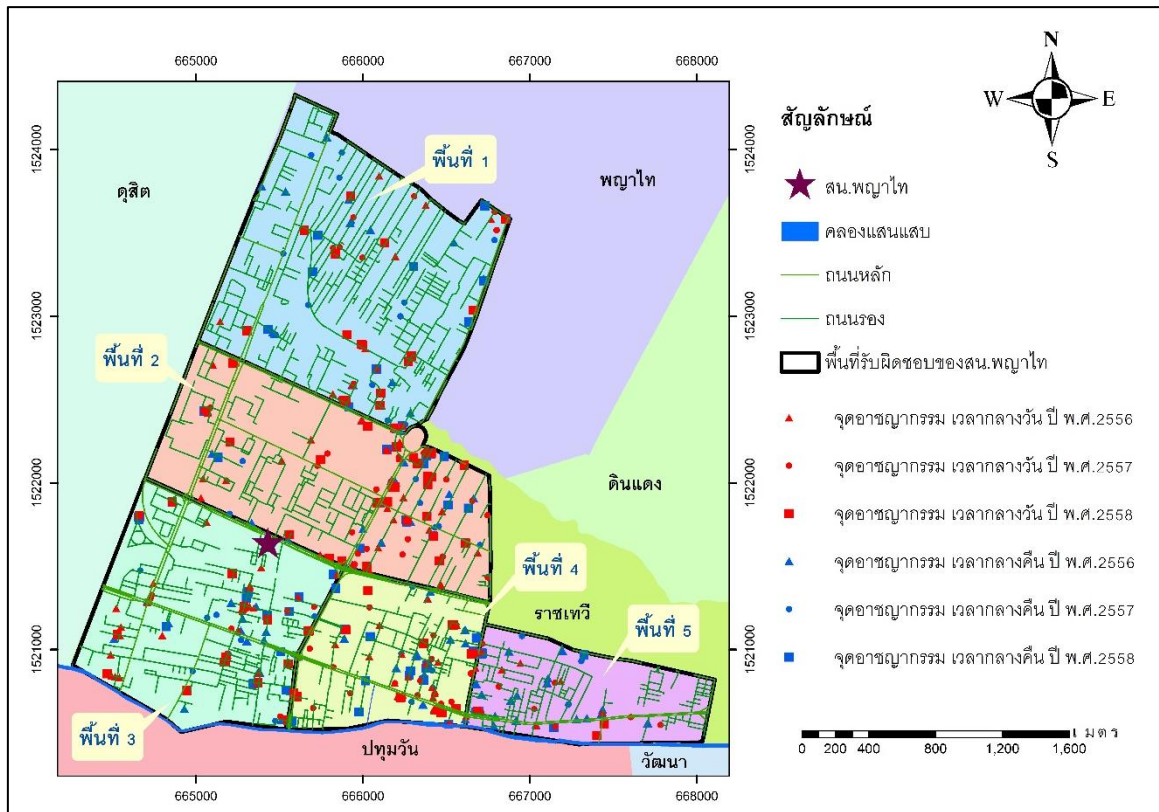 665000 666000 667000 668000
N
W E
S
สัญลักษณ์
1524000 1524000
พื้นที่ 1
ดุสิต
พญาไท
สน.พญาไท
คลองแสนแสบ
ถนนหลัก
ถนนรอง
พื้นที่รับผิดชอบของสน.พญาไท
1523000 1523000
พื้นที่ 2
จุดอาชญากรรม เวลากลางวัน ปี พ.ศ.2556
จุดอาชญากรรม เวลากลางวัน ปี พ.ศ.2557
จุดอาชญากรรม เวลากลางวัน ปี พ.ศ.2558
จุดอาชญากรรม เวลากลางคืน ปี พ.ศ.2556
จุดอาชญากรรม เวลากลางคืน ปี พ.ศ.2557
จุดอาชญากรรม เวลากลางคืน ปี พ.ศ.2558
1522000 1522000
ดินแดง
พื้นที่ 4
ราชเทวี
พื้นที่ 5
1521000 1521000
พื้นที่ 3
ปทุมวัน
วัฒนา
เมตร
0 200 400 800 1,200 1,600
665000 666000 667000 668000